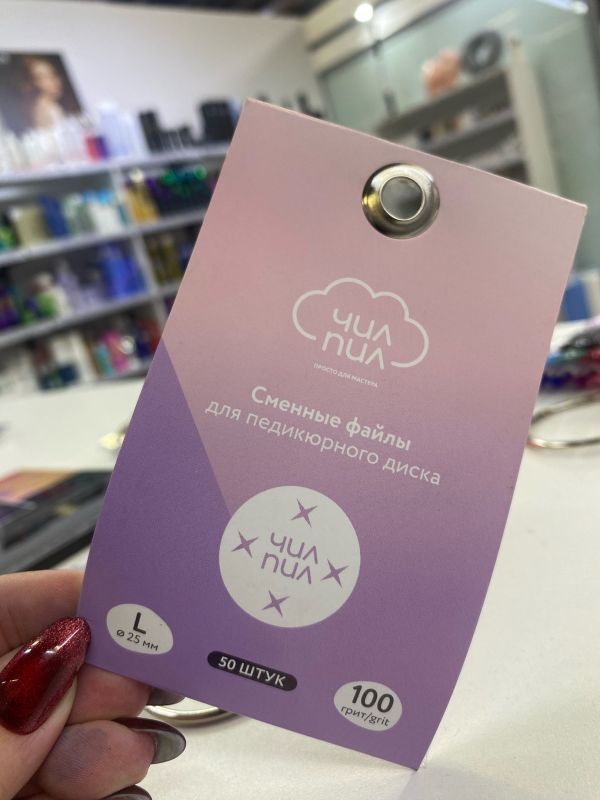 чил
пил
ПРОСТО ДЛЯ МАСТЕРА
Сменные файлы
для педикюрного диска
чил
пил
L
⌀ 25 мм
50 ШТУК
100
грит/grit